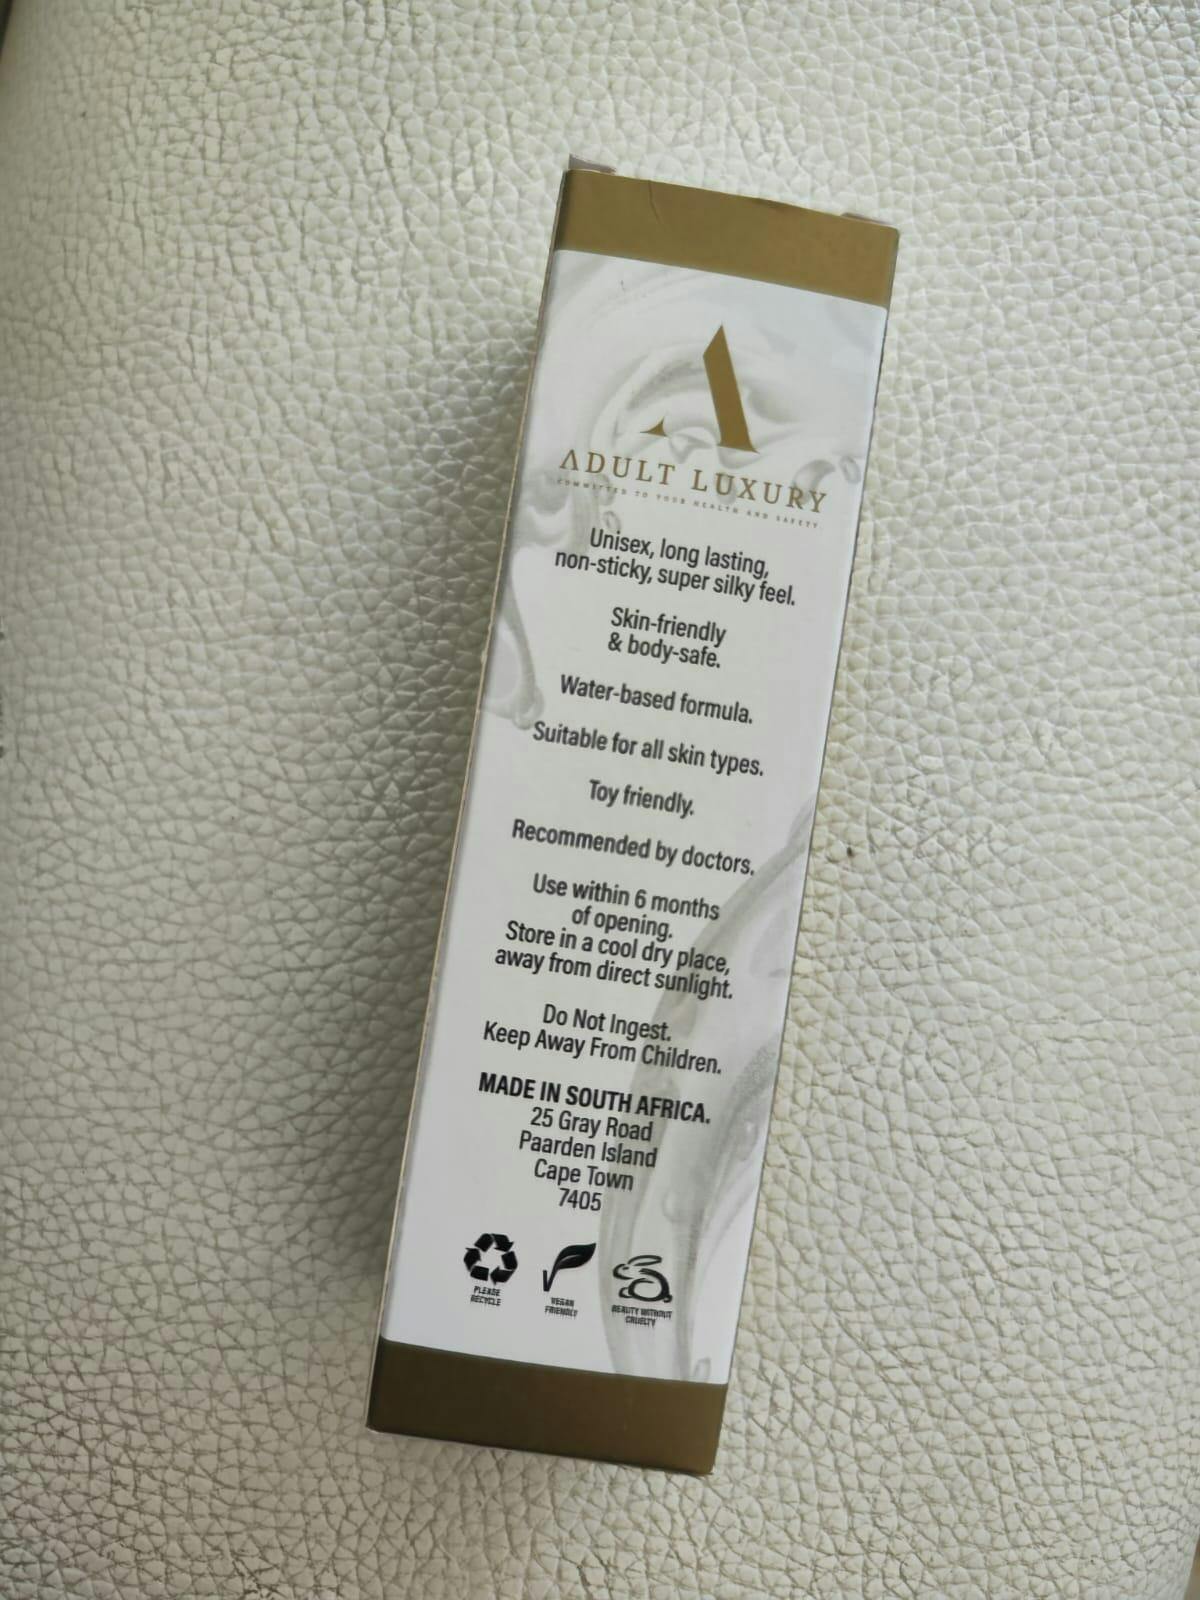 ADULT LUXURY
COMMITTED TO YOUR HEALTH AND SAFETY
Unisex, long lasting,
non-sticky, super silky feel.
Skin-friendly
& body-safe.
Water-based formula.
Suitable for all skin types.
Toy friendly.
Recommended by doctors.
Use within 6 months
of opening.
Store in a cool dry place,
away from direct sunlight.
Do Not Ingest.
Keep Away From Children.
MADE IN SOUTH AFRICA.
25 Gray Road
Paarden Island
Cape Town
7405
PLEASE
RECYCLE
VEGAN
FRIENDLY
BEAUTY WITHOUT
CRUELTY